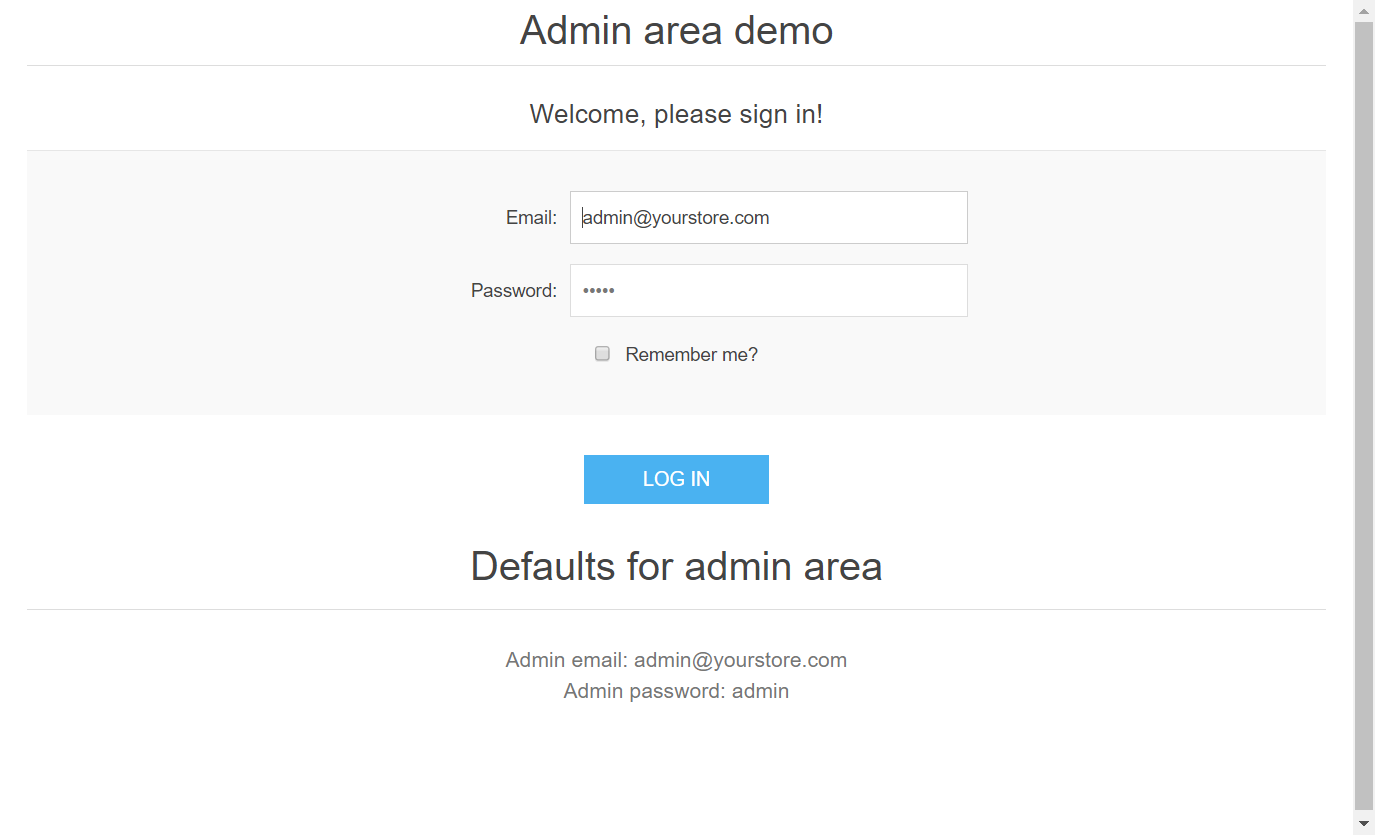 Admin area demo
Welcome, please sign in!
Email: admin@yourstore.com
Password: •••••
Remember me?
LOG IN
Defaults for admin area
Admin email: admin@yourstore.com
Admin password: admin